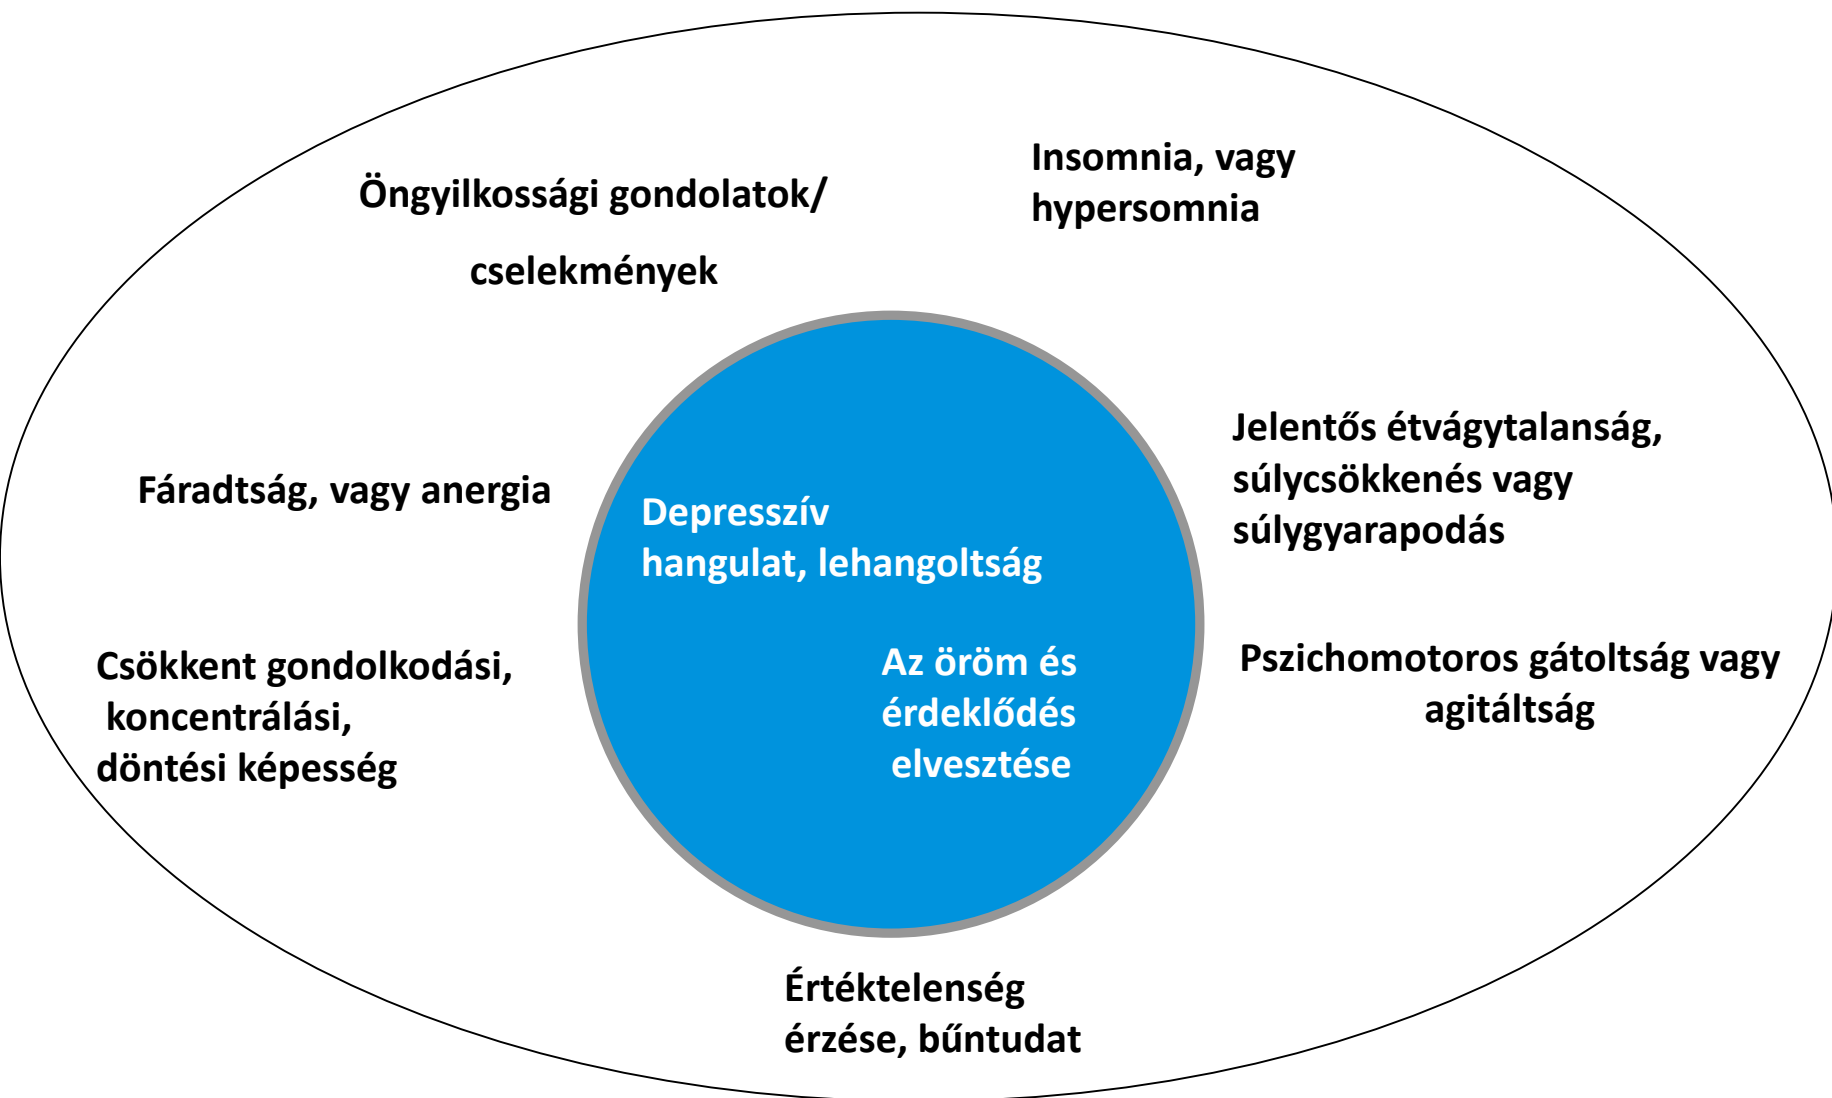 Öngyilkossági gondolatok/
cselekmények
Insomnia, vagy
hypersomnia
Fáradtság, vagy anergia
Jelentős étvágytalanság,
súlycsökkenés vagy
súlygyarapodás
Depresszív
hangulat, lehangoltság
Az öröm és
érdeklődés
elvesztése
Csökkent gondolkodási,
koncentrálási,
döntési képesség
Pszichomotoros gátoltság vagy
agitáltság
Értéktelenség
érzése, bűntudat